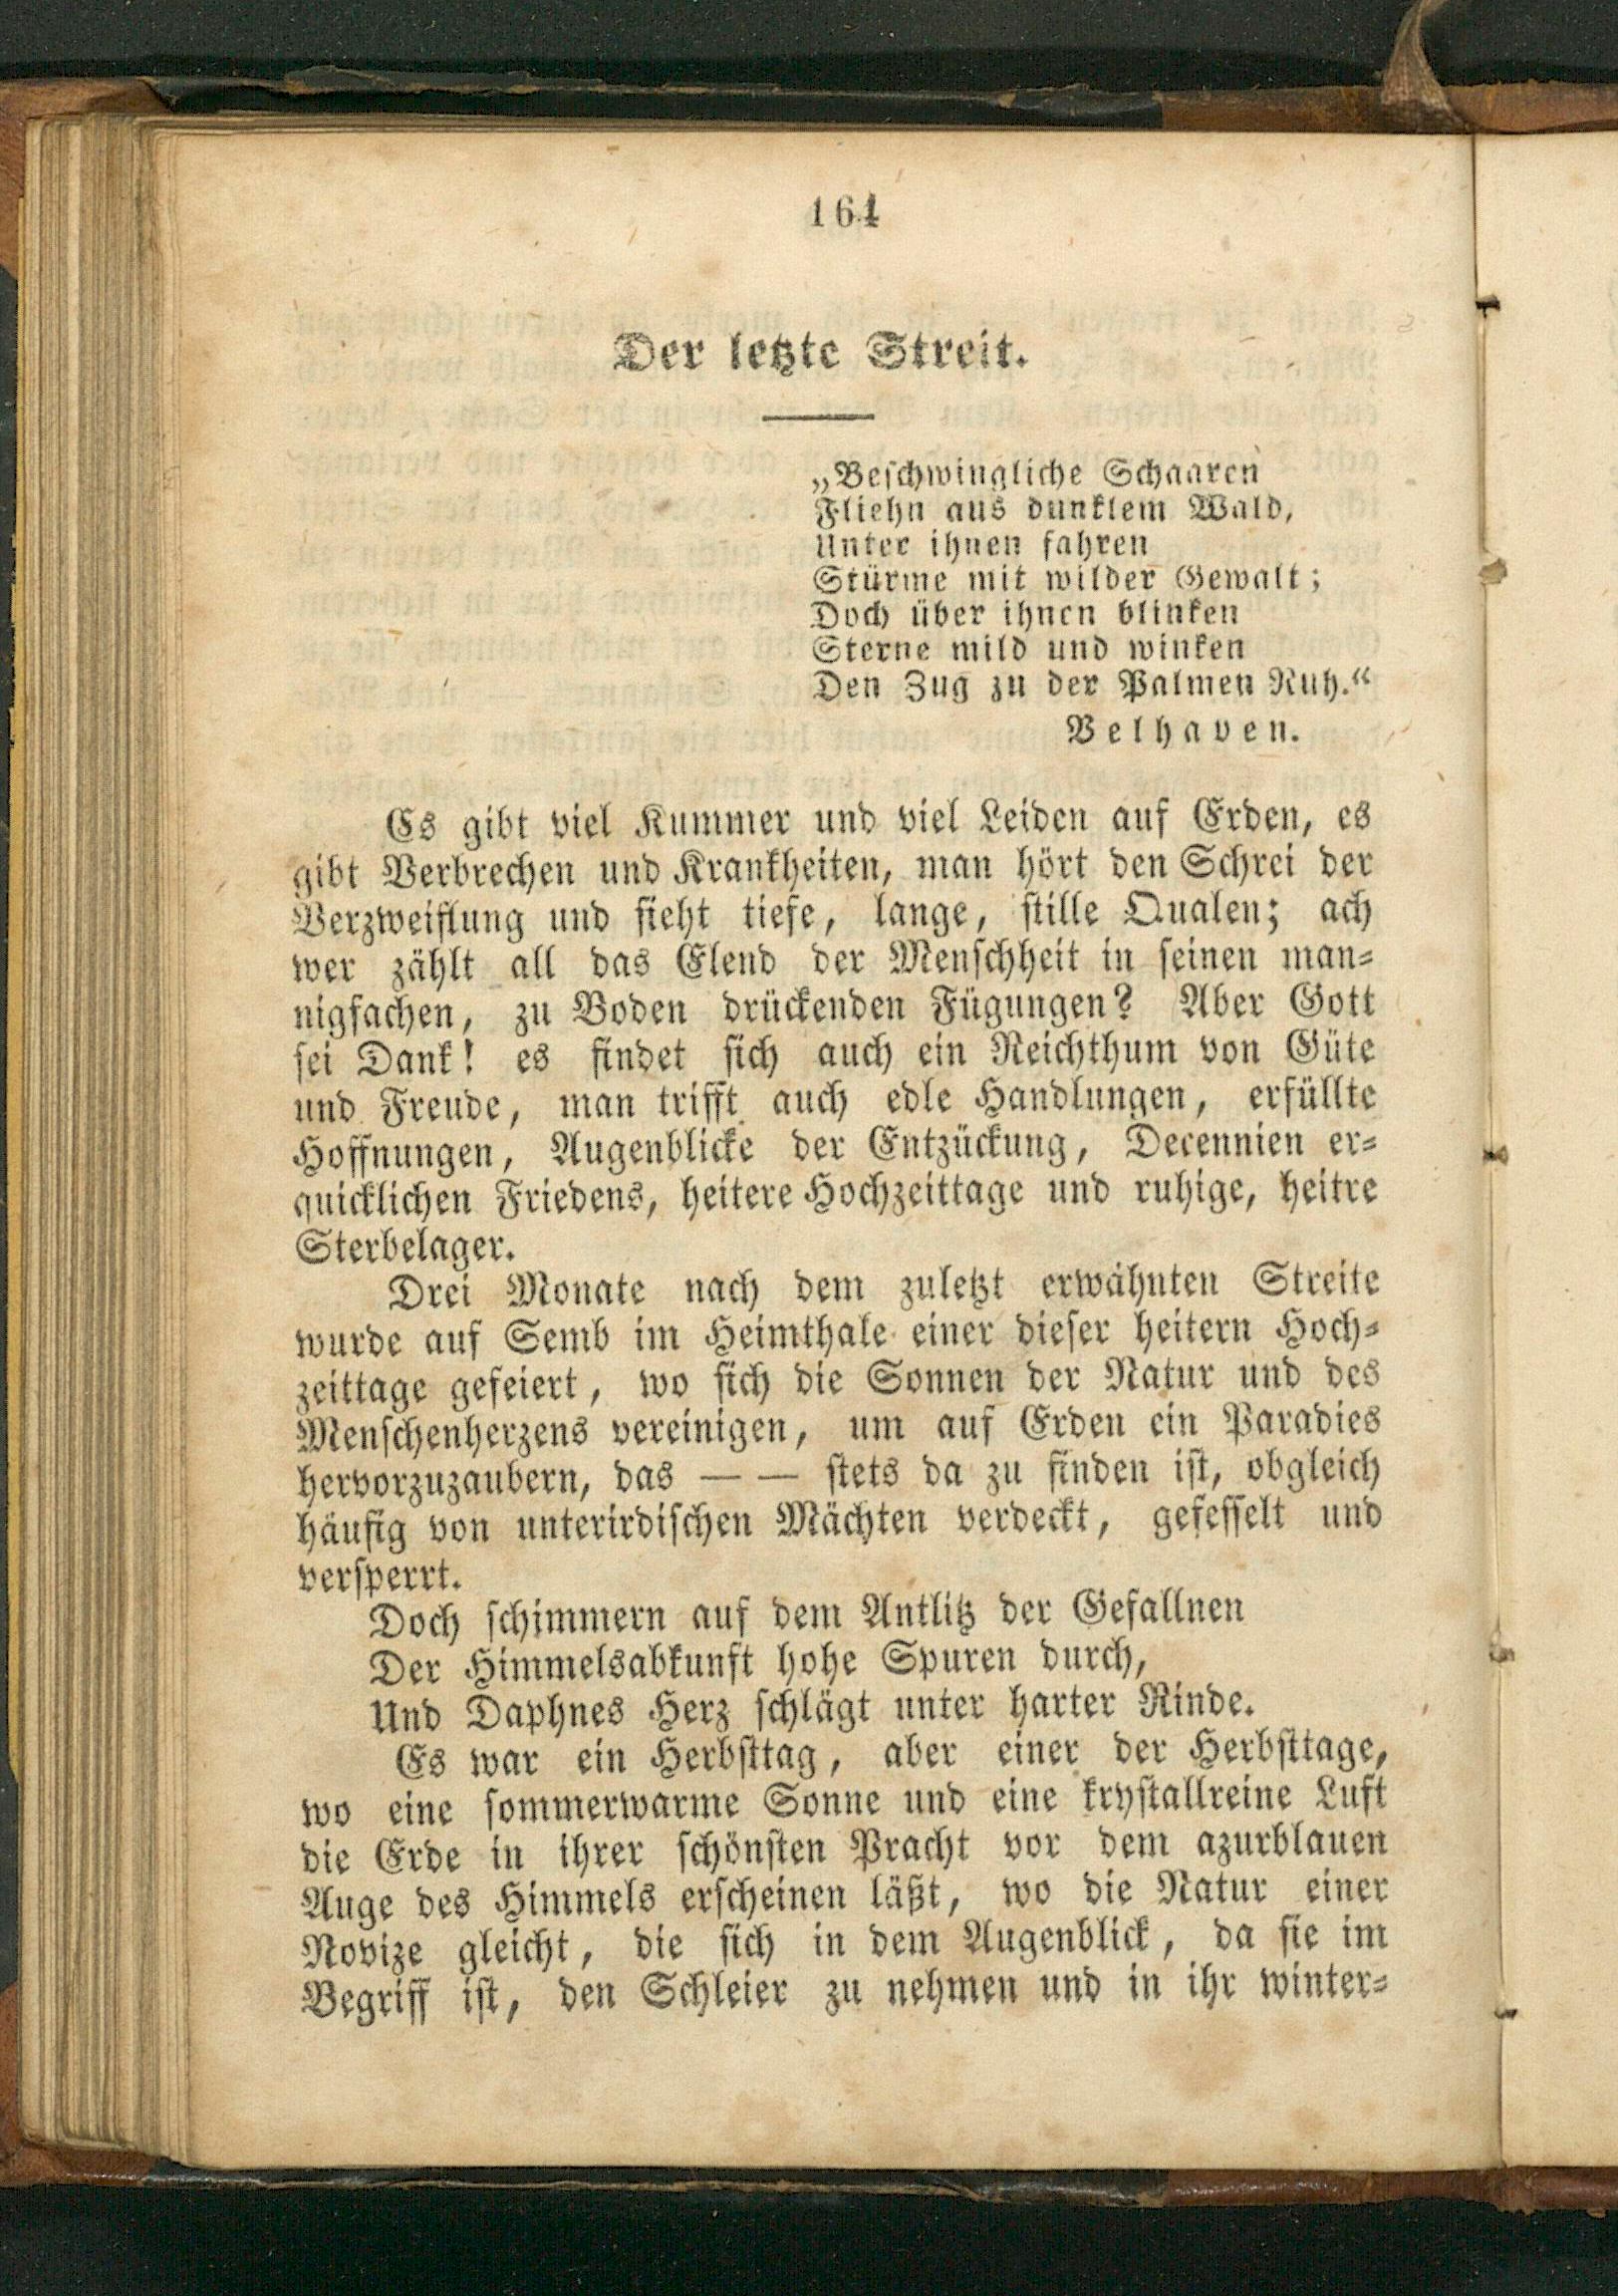 164
Der letzte Streit.
„Beschwingliche Schaaren
Fliehn aus dunklem Wald,
Unter ihnen fahren
Stürme mit wilder Gewalt;
Doch über ihnen blinken
Sterne mild und winken
Den Zug zu der Palmen Ruh.“
Velhaven.
Es gibt viel Kummer und viel Leiden auf Erden, es
gibt Verbrechen und Krankheiten, man hört den Schrei der
Verzweiflung und sieht tiefe, lange, stille Qualen; ach
wer zählt all das Elend der Menschheit in seinen man-
nigfachen, zu Boden drückenden Fügungen? Aber Gott
sei Dank! es findet sich auch ein Reichthum von Güte
und Freude, man trifft auch edle Handlungen, erfüllte
Hoffnungen, Augenblicke der Entzückung, Decennien er-
quicklichen Friedens, heitere Hochzeittage und ruhige, heitre
Sterbelager.
Drei Monate nach dem zuletzt erwähnten Streite
wurde auf Semb im Heimthale einer dieser heitern Hoch-
zeittage gefeiert, wo sich die Sonnen der Natur und des
Menschenherzens vereinigen, um auf Erden ein Paradies
hervorzuzaubern, das — — stets da zu finden ist, obgleich
häufig von unterirdischen Mächten verdeckt, gefesselt und
versperrt.
Doch schimmern auf dem Antlitz der Gefallnen
Der Himmelsabkunft hohe Spuren durch,
Und Daphnes Herz schlägt unter harter Rinde.
Es war ein Herbsttag, aber einer der Herbsttage,
wo eine sommerwarme Sonne und eine krystallreine Luft
die Erde in ihrer schönsten Pracht vor dem azurblauen
Auge des Himmels erscheinen läßt, wo die Natur einer
Novize gleicht, die sich in dem Augenblick, da sie im
Begriff ist, den Schleier zu nehmen und in ihr winter-